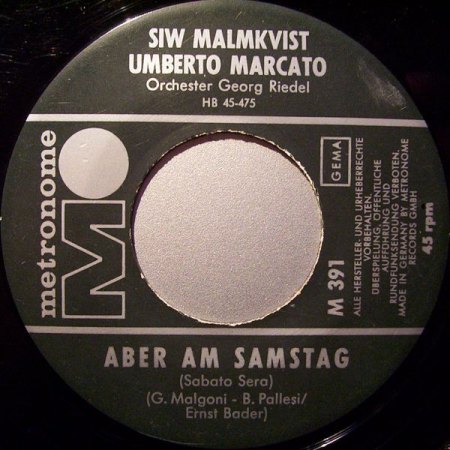 SIW MALMKVIST
UMBERTO MARCATO
Orchester Georg Riedel
HB 45-475
metronome
M
GEMA
ALLE HERSTELLER- UND URHEBERRECHTE
VORBEHALTEN,
ÜBERSPIELUNG, ÖFFENTLICHE
AUFFÜHRUNG UND
RUNDFUNKSENDUNG VERBOTEN.
MADE IN GERMANY BY METRONOME
RECORDS GMBH
M 391
45 rpm
ABER AM SAMSTAG
(Sabato Sera)
(G. Malgoni - B. Pallesi/
Ernst Bader)